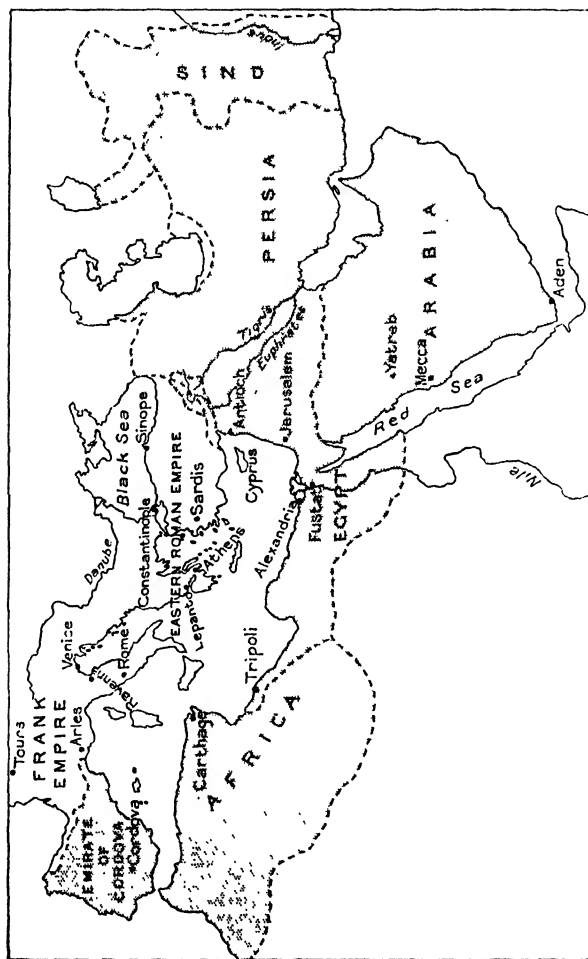 Tours
FRANK
EMPIRE
Arles
Venice
Ravenna
Rome
Danube
EMIRATE
OF
CORDOVA
Cordova
Black Sea
Sinope
Constantinople
EASTERN ROMAN EMPIRE
Sardis
Lepantos
Athens
Cyprus
Antioch
Tigris
Euphrates
Jerusalem
Carthage
Tripoli
AFRICA
Alexandria
Fustat
EGYPT
Nile
Red Sea
Yatreb
Mecca
ARABIA
Aden
PERSIA
SIND
Indus